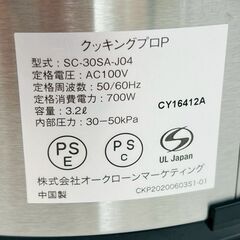 クッキングプロP
型式：SC-30SA-J04
定格電圧：AC100V
定格周波数：50/60Hz
定格消費電力：700W
容量：3.2ℓ
内部圧力：30−50kPa
CY16412A
PS
E
PS
C
UL Japan
株式会社オークローンマーケティング
中国製
CKP20200603S1-01